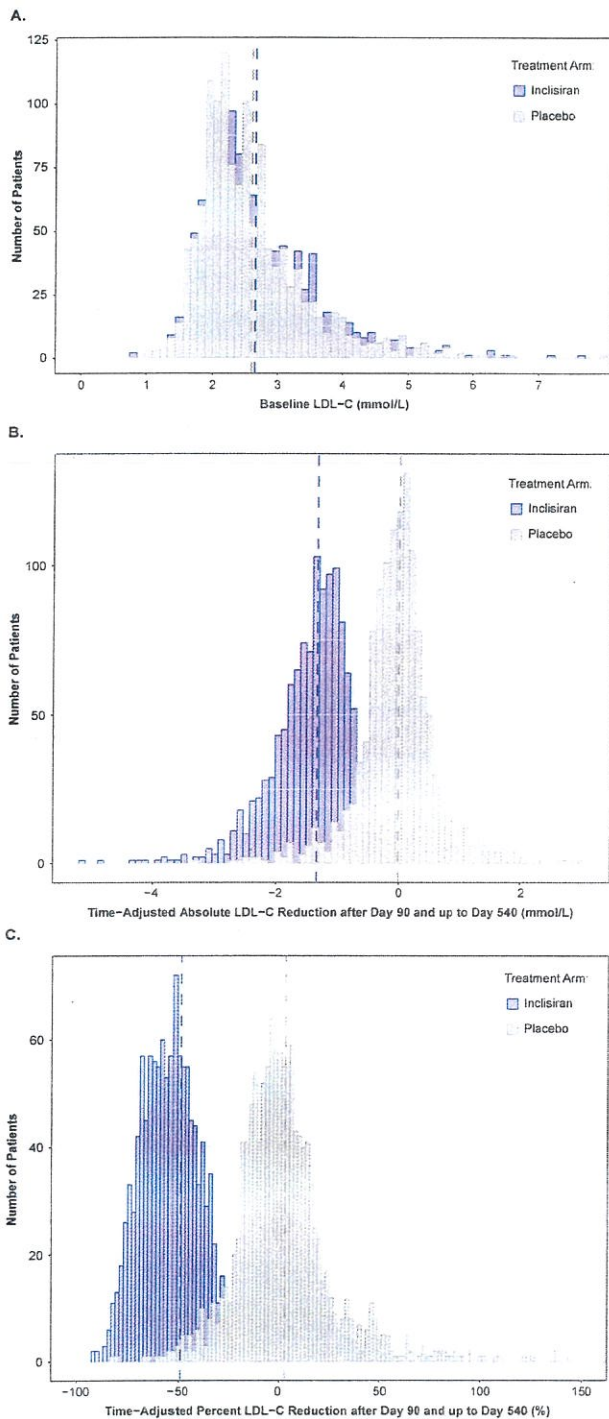 A.
125
100
75
50
25
0
Number of Patients
Treatment Arm:
Inclisiran
Placebo
0 1 2 3 4 5 6 7
Baseline LDL−C (mmol/L)
B.
100
50
0
Number of Patients
Treatment Arm:
Inclisiran
Placebo
−4 −2 0 2
Time−Adjusted Absolute LDL−C Reduction after Day 90 and up to Day 540 (mmol/L)
C.
60
40
20
0
Number of Patients
Treatment Arm:
Inclisiran
Placebo
−100 −50 0 50 100 150
Time−Adjusted Percent LDL−C Reduction after Day 90 and up to Day 540 (%)